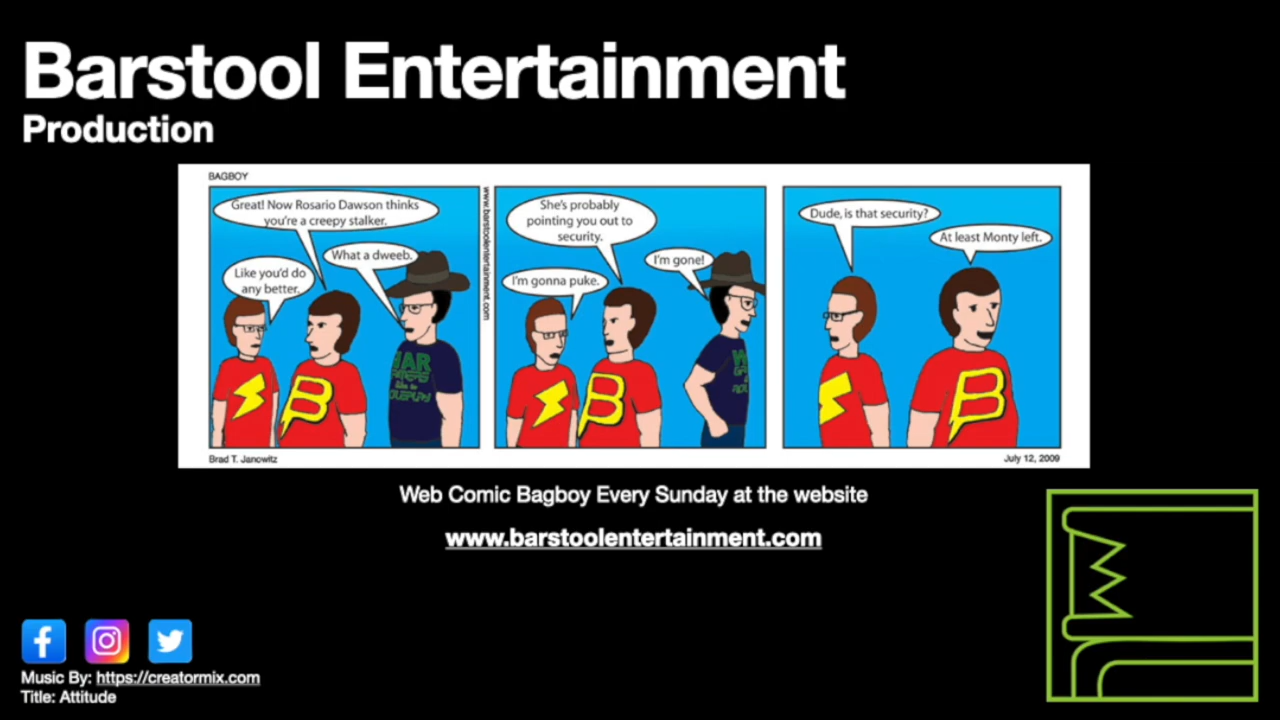 Barstool Entertainment
Production
BAGBOY
Great! Now Rosario Dawson thinks
you're a creepy stalker.
What a dweeb.
Like you'd do
any better.
www.barstoolentertainment.com
She's probably
pointing you out to
security.
I'm gone!
I'm gonna puke.
Dude, is that security?
At least Monty left.
Brad T. Janowitz
July 12, 2009
Web Comic Bagboy Every Sunday at the website
www.barstoolentertainment.com
Music By: https://creatormix.com
Title: Attitude